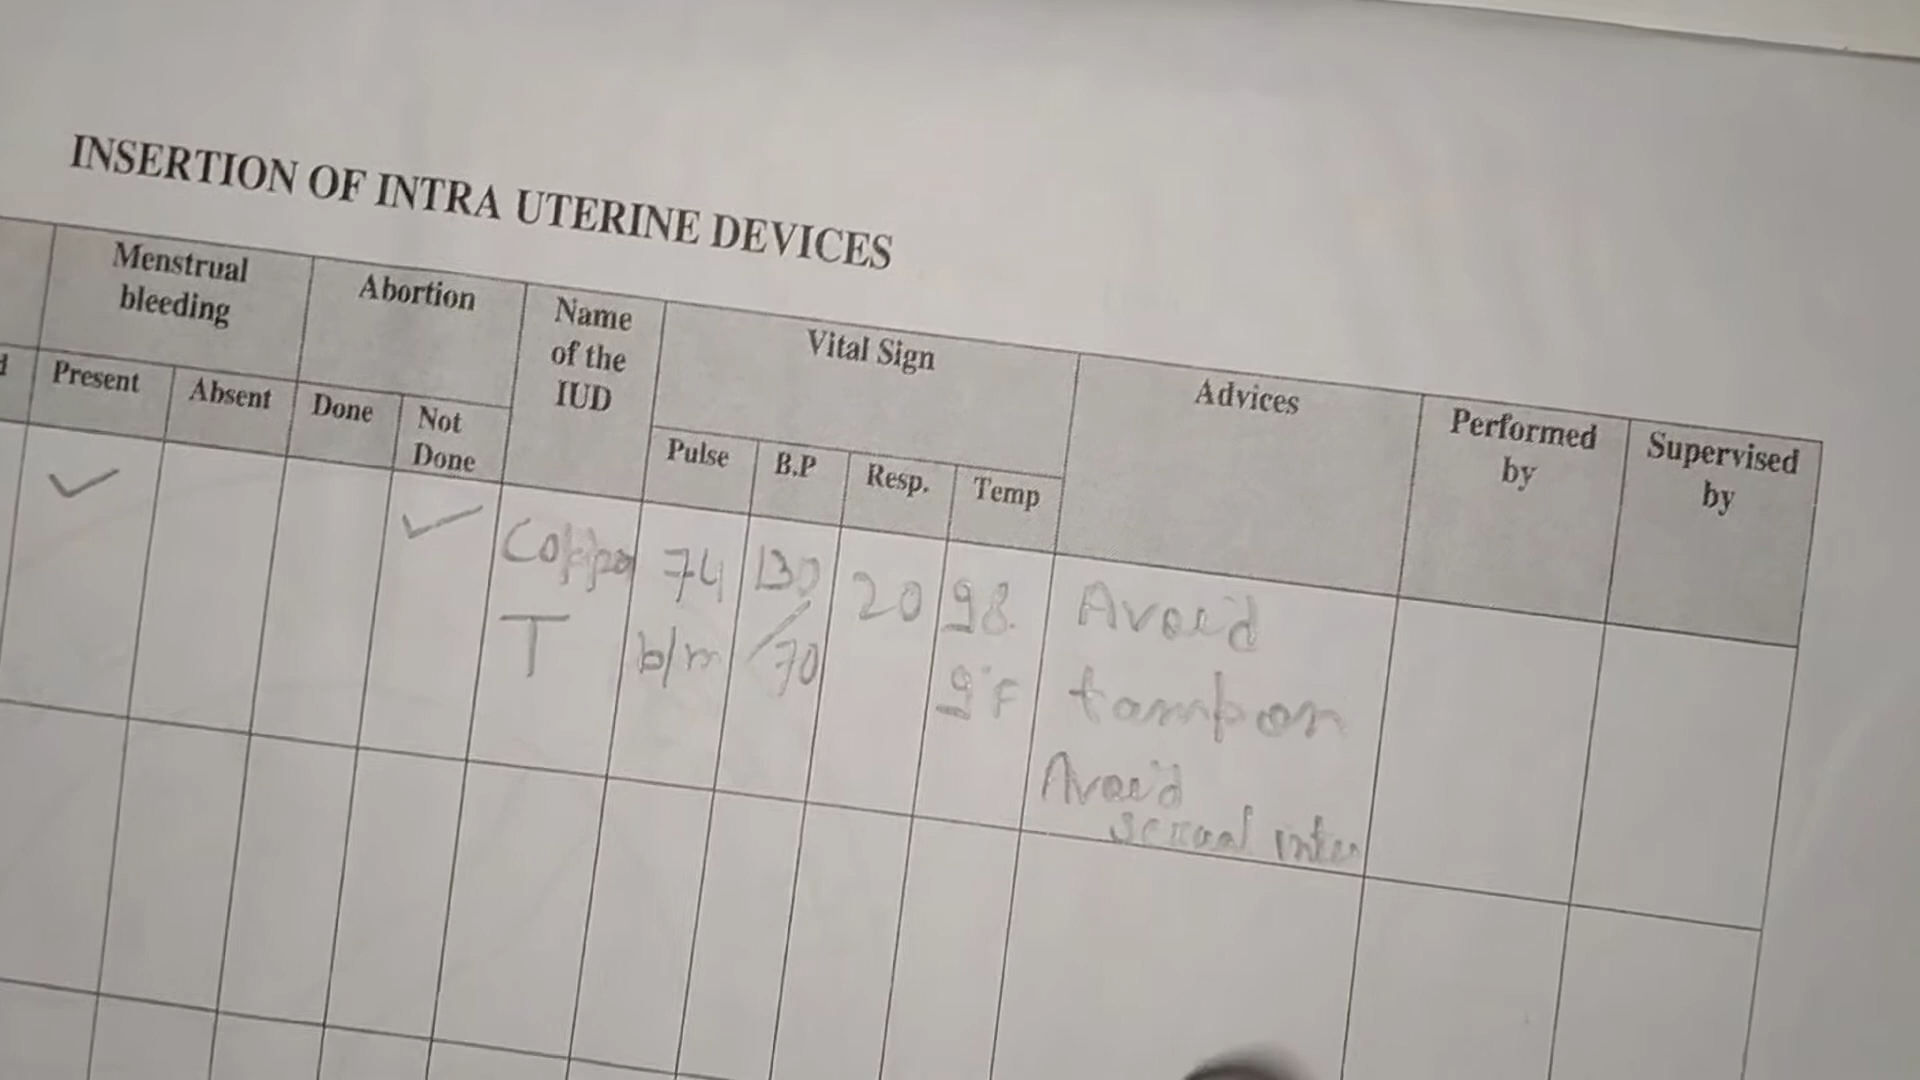 INSERTION OF INTRA UTERINE DEVICES
Menstrual bleeding Abortion Name of the IUD Vital Sign Advices Performed by Supervised by
Present Absent Done Not Done Pulse B.P Resp. Temp
✓ ✓ T 74 b/m 130/70 20 98.9°F Avoid
tampon
Avoid
sexual inter